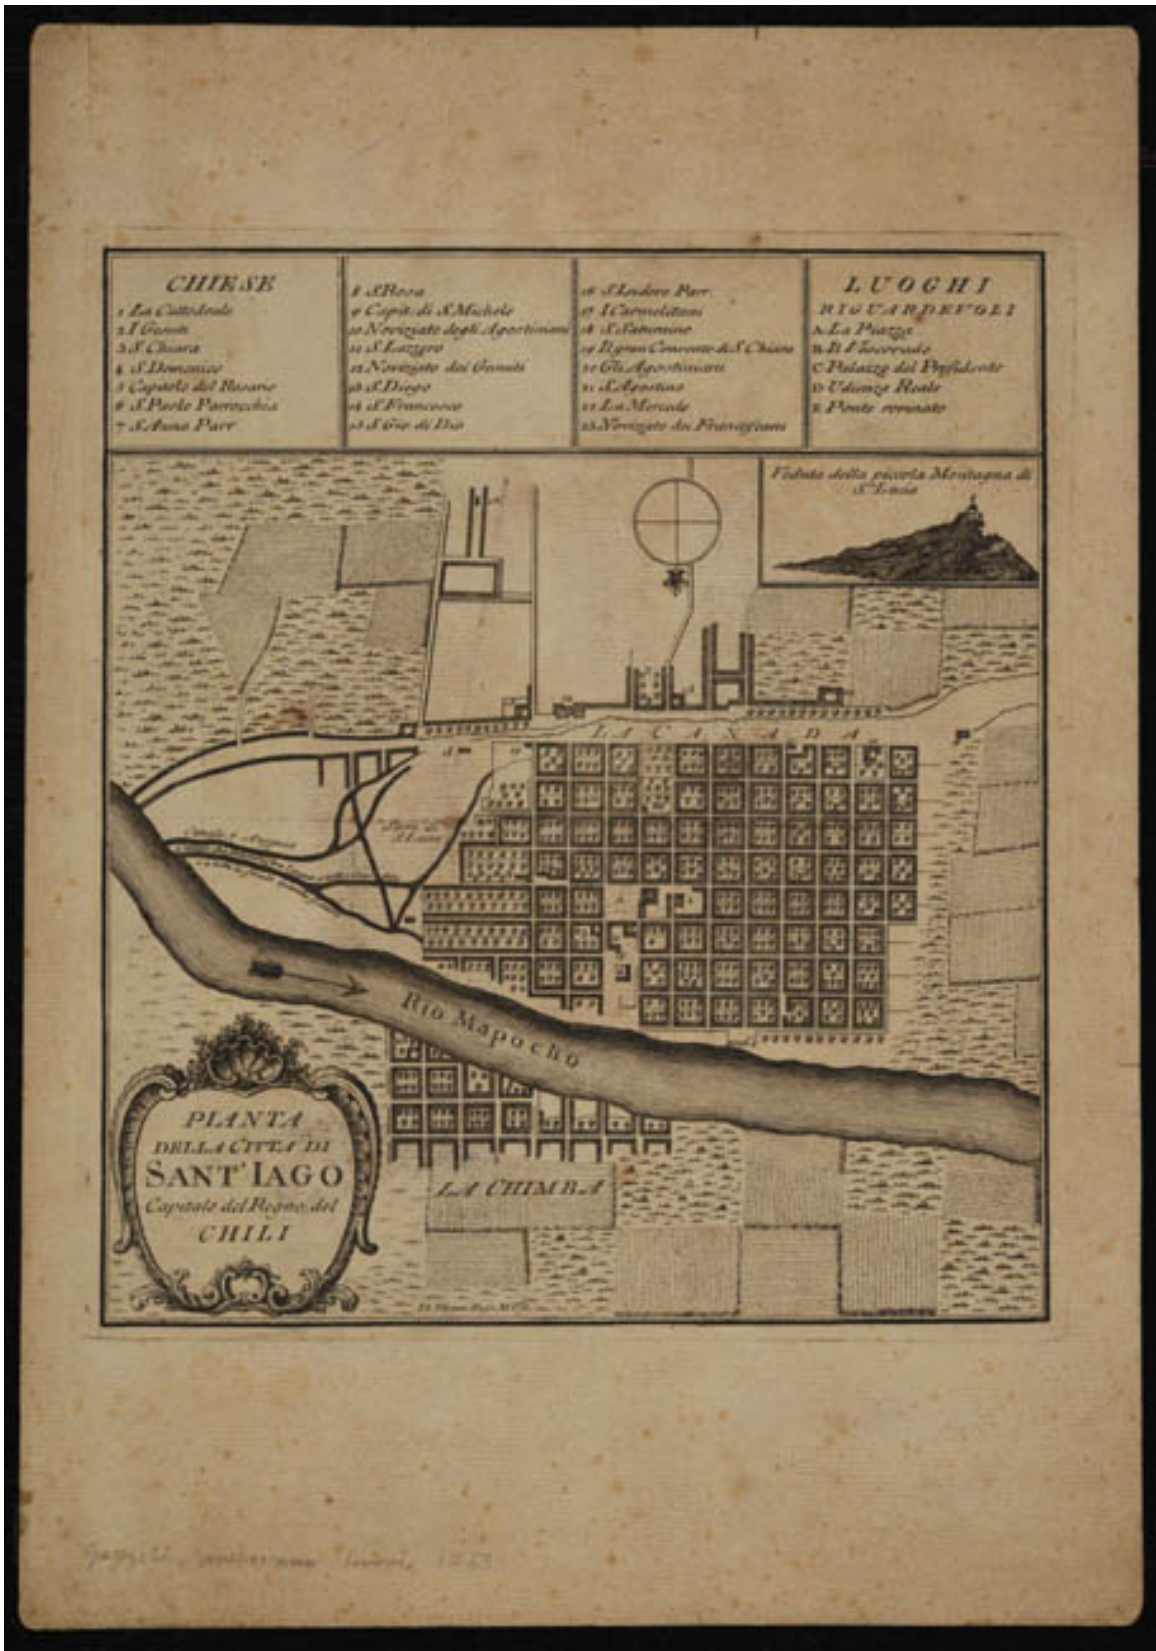 CHIESE
1 La Cattedrale
2 I Gesuiti
3 S. Chiara
4 S. Domenico
5 Capitolo del Rosario
6 S. Paolo Parrocchia
7 S. Anna Parr.
8 S. Rosa
9 Capit. di S. Michele
10 Noviziato degli Agostiniani
11 S. Lazzero
12 Noviziato dei Gesuiti
13 S. Diego
14 S. Francesco
15 S. Gio. di Dio
16 S. Isidoro Parr.
17 I Carmelitani
18 S. Saturnino
19 Il gran Convento di S. Chiara
20 Gli Agostiniani
21 S. Agostino
22 La Mercede
23 Noviziato dei Francescani
LUOGHI
RIGUARDEVOLI
A. La Piazza
B. Il Vescovado
C. Palazzo del Presidente
D. Udienza Reale
E. Ponte rovinato
Veduta della piccola Montagna di
Sta. Lucia
LA CANADA
Rio Mapocho
PIANTA
DELLA CITTA DI
SANT'IAGO
Capitale del Regno del
CHILI
LA CHIMBA